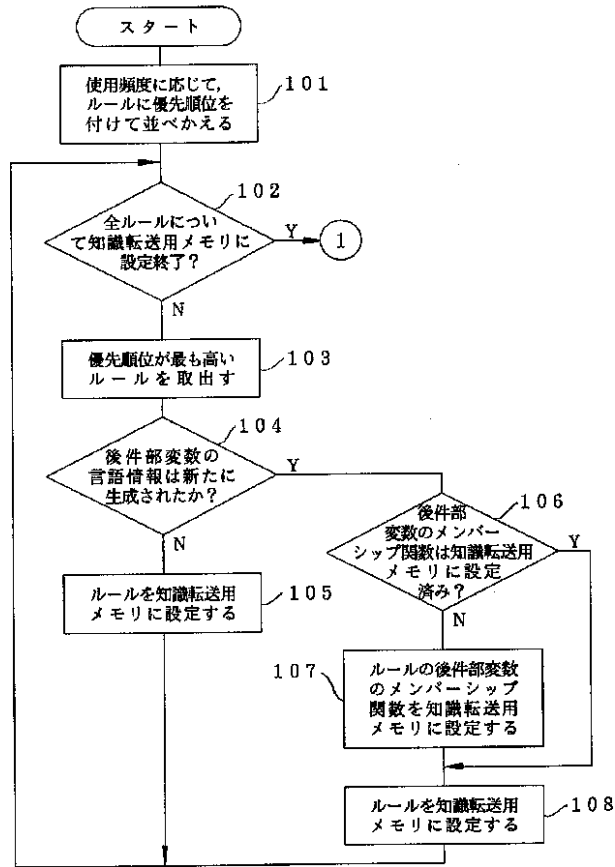 スタート
使用頻度に応じて,
ルールに優先順位を
付けて並べかえる
101
102
全ルールについ
て知識転送用メモリに
設定終了?
Y
1
N
優先順位が最も高い
ルールを取出す
103
104
後件部変数の
言語情報は新たに
生成されたか?
Y
N
106
後件部
変数のメンバー
シップ関数は知識転送用
メモリに設定
済み?
Y
N
ルールを知識転送用
メモリに設定する
105
107
ルールの後件部変数
のメンバーシップ
関数を知識転送用
メモリに設定する
ルールを知識転送用
メモリに設定する
108